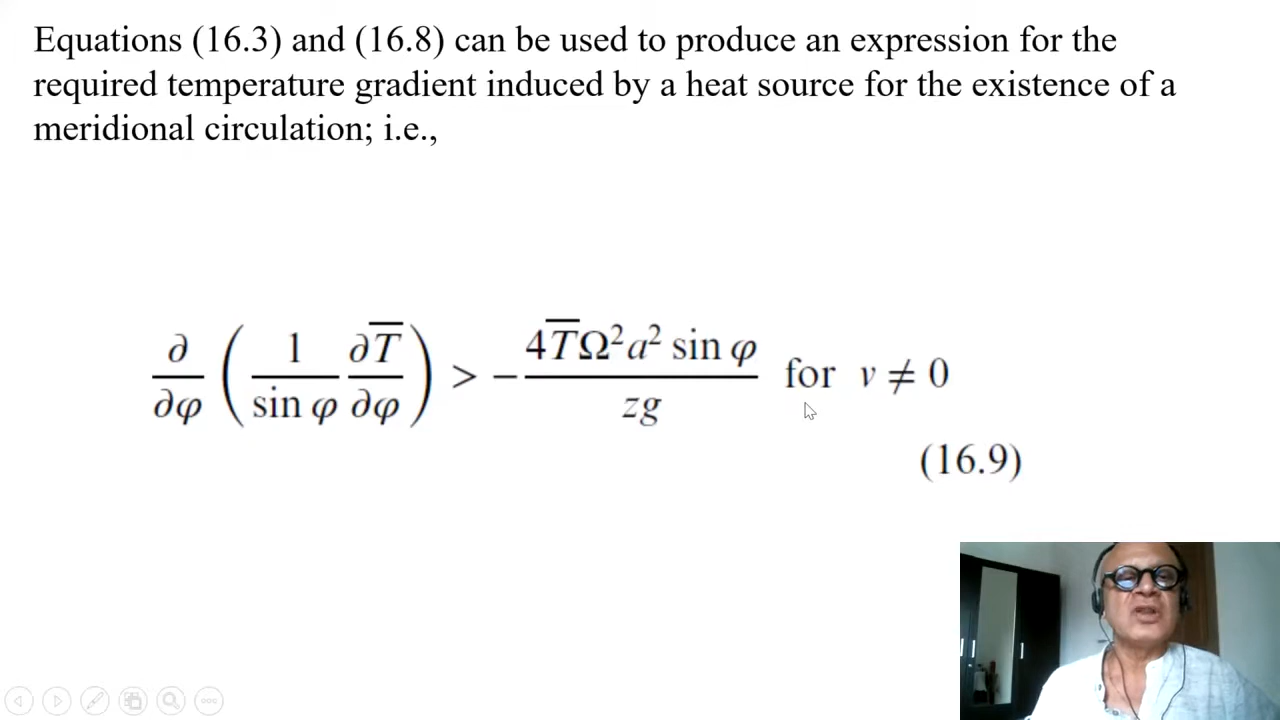 Equations (16.3) and (16.8) can be used to produce an expression for the
required temperature gradient induced by a heat source for the existence of a
meridional circulation; i.e.,
∂/∂φ (1/sin φ ∂T̅/∂φ) > − 4T̅Ω²a² sin φ/zg for v ≠ 0
(16.9)